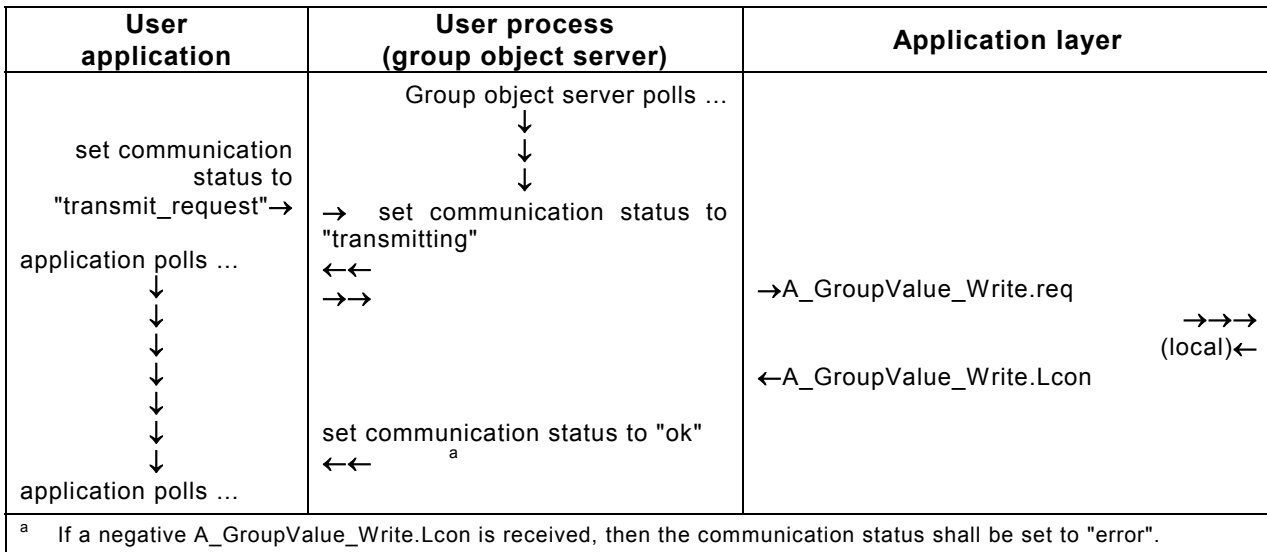 User
application
User process
(group object server)
Application layer
Group object server polls ...
↓
↓
↓
set communication
status to
"transmit_request"→
→ set communication status to
"transmitting"
application polls ...
←←
↓
→→
→A_GroupValue_Write.req
↓
→→→
↓
(local)←
↓
←A_GroupValue_Write.Lcon
↓
↓
set communication status to "ok"
↓
←← a
application polls ...
a If a negative A_GroupValue_Write.Lcon is received, then the communication status shall be set to "error".